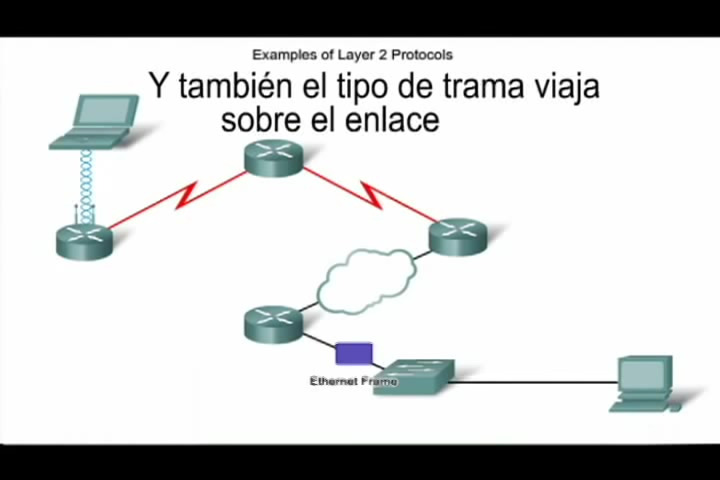 Examples of Layer 2 Protocols
Y también el tipo de trama viaja
sobre el enlace
Ethernet Frame